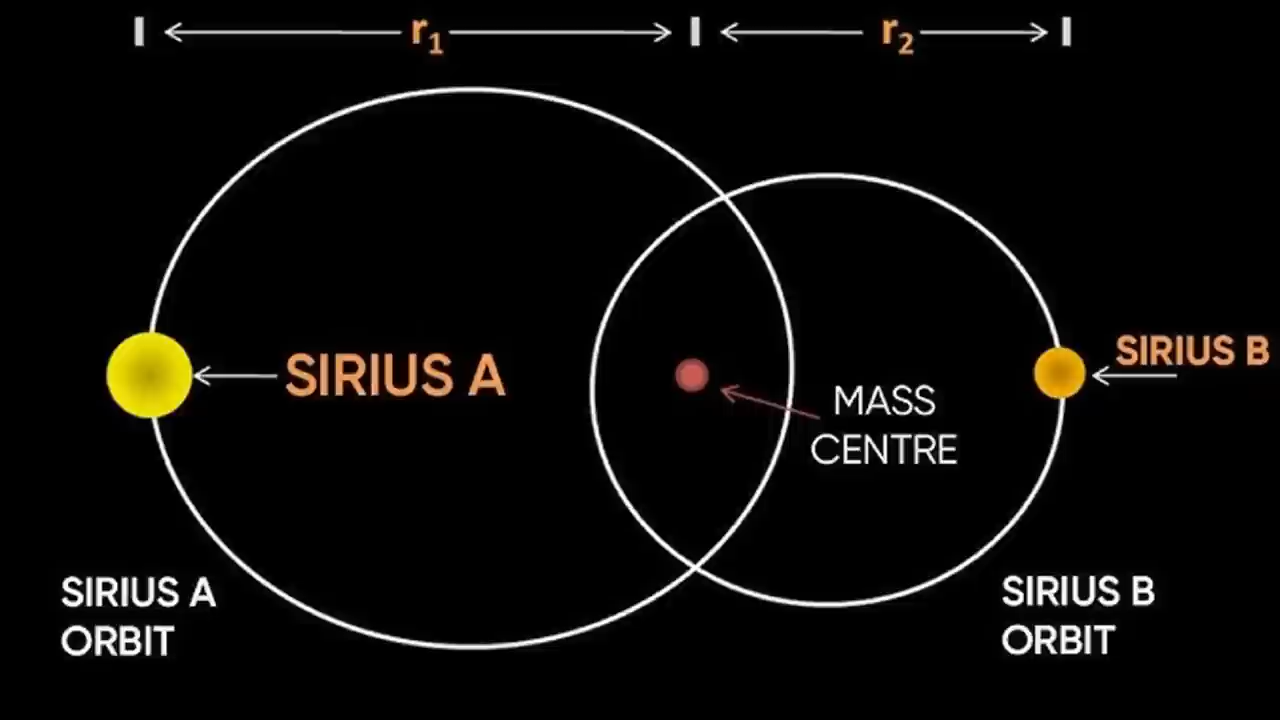 r₁
r₂
SIRIUS A
SIRIUS B
MASS
CENTRE
SIRIUS A
ORBIT
SIRIUS B
ORBIT